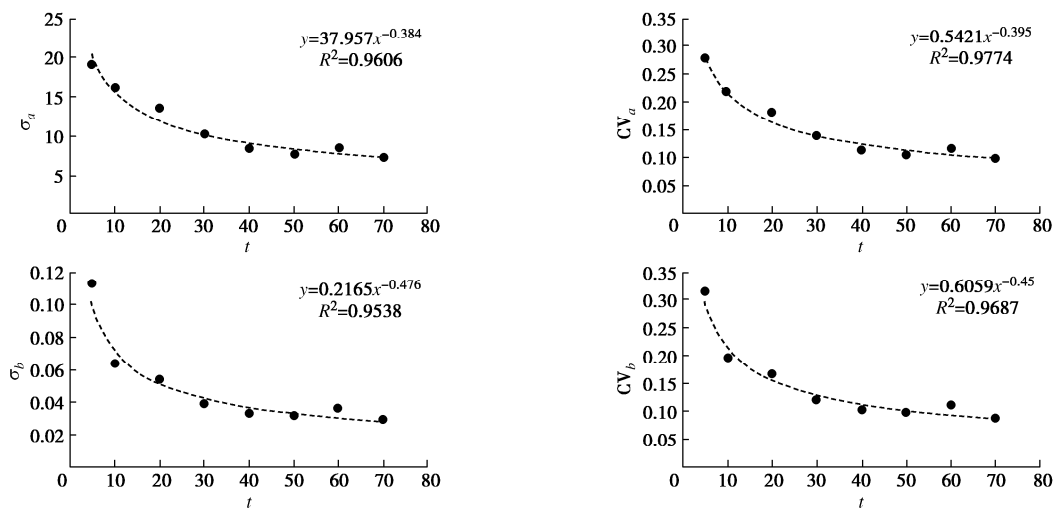 25
20
15
10
5
0
10 20 30 40 50 60 70 80
σa
t
y=37.957x−0.384
R2=0.9606
0.35
0.30
0.25
0.20
0.15
0.10
0.05
0
10 20 30 40 50 60 70 80
CVa
t
y=0.5421x−0.395
R2=0.9774
0.12
0.10
0.08
0.06
0.04
0.02
0
10 20 30 40 50 60 70 80
σb
t
y=0.2165x−0.476
R2=0.9538
0.35
0.30
0.25
0.20
0.15
0.10
0.05
0
10 20 30 40 50 60 70 80
CVb
t
y=0.6059x−0.45
R2=0.9687